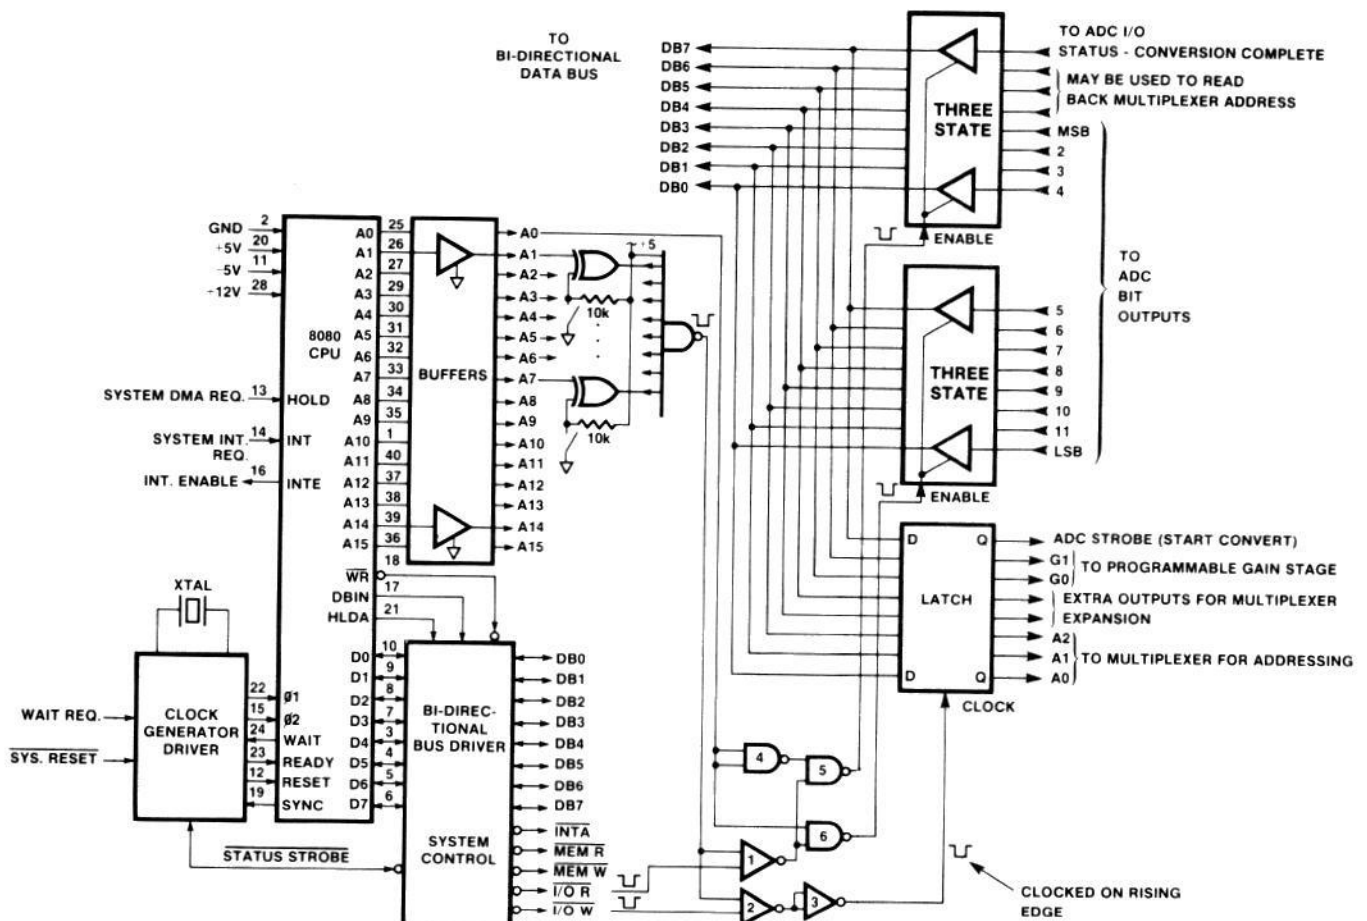 TO
BI-DIRECTIONAL
DATA BUS
DB7
DB6
DB5
DB4
DB3
DB2
DB1
DB0
THREE
STATE
ENABLE
TO ADC I/O
STATUS - CONVERSION COMPLETE
MAY BE USED TO READ
BACK MULTIPLEXER ADDRESS
MSB
2
3
4
TO
ADC
BIT
OUTPUTS
THREE
STATE
ENABLE
5
6
7
8
9
10
11
LSB
GND 2
+5V 20
-5V 11
+12V 28
8080
CPU
SYSTEM DMA REQ. 13 HOLD
SYSTEM INT. 14 INT
REQ.
INT. ENABLE 16 INTE
A0 25
A1 26
A2 27
A3 29
A4 30
A5 31
A6 32
A7 33
A8 34
A9 35
A10 1
A11 40
A12 37
A13 38
A14 39
A15 36
W̅R̅ 18
DBIN 17
HLDA 21
BUFFERS
A0
A1
A2
A3
A4
A5
A6
A7
A8
A9
A10
A11
A12
A13
A14
A15
+5
10k
10k
XTAL
CLOCK
GENERATOR
DRIVER
WAIT REQ.
S̅Y̅S̅.̅ R̅E̅S̅E̅T̅
22 Ø1
15 Ø2
24 WAIT
23 READY
12 RESET
19 SYNC
S̅T̅A̅T̅U̅S̅ S̅T̅R̅O̅B̅E̅
D0 10
D1 9
D2 8
D3 7
D4 3
D5 4
D6 5
D7 6
BI-DIREC-
TIONAL
BUS DRIVER
SYSTEM
CONTROL
DB0
DB1
DB2
DB3
DB4
DB5
DB6
DB7
I̅N̅T̅A̅
M̅E̅M̅ R̅
M̅E̅M̅ W̅
I̅/̅O̅ R̅
I̅/̅O̅ W̅
4
5
6
1
2
3
D Q
LATCH
D Q
CLOCK
ADC STROBE (START CONVERT)
G1
G0
TO PROGRAMMABLE GAIN STAGE
EXTRA OUTPUTS FOR MULTIPLEXER
EXPANSION
A2
A1
A0
TO MULTIPLEXER FOR ADDRESSING
CLOCKED ON RISING
EDGE